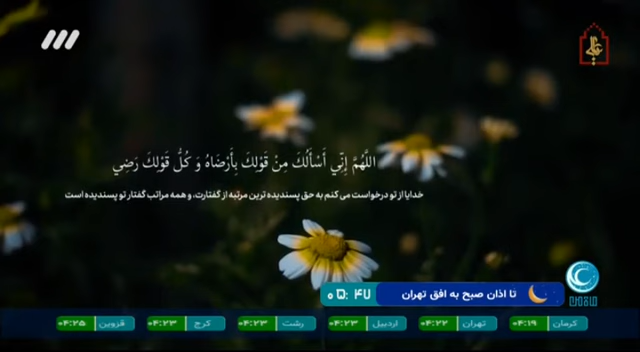 اللَّهُمَّ إِنِّي أَسْأَلُكَ مِنْ قَوْلِكَ بِأَرْضَاهُ وَ كُلُّ قَوْلِكَ رَضِي
خدایا از تو درخواست می کنم به حق پسندیده ترین مرتبه از گفتارت، و همه مراتب گفتار تو پسندیده است
تا اذان صبح به افق تهران ۰۵:۴۷
کرمان ۰۴:۱۹ تهران ۰۴:۲۲ اردبیل ۰۴:۲۳ رشت ۰۴:۲۳ کرج ۰۴:۲۳ قزوین ۰۴:۲۵